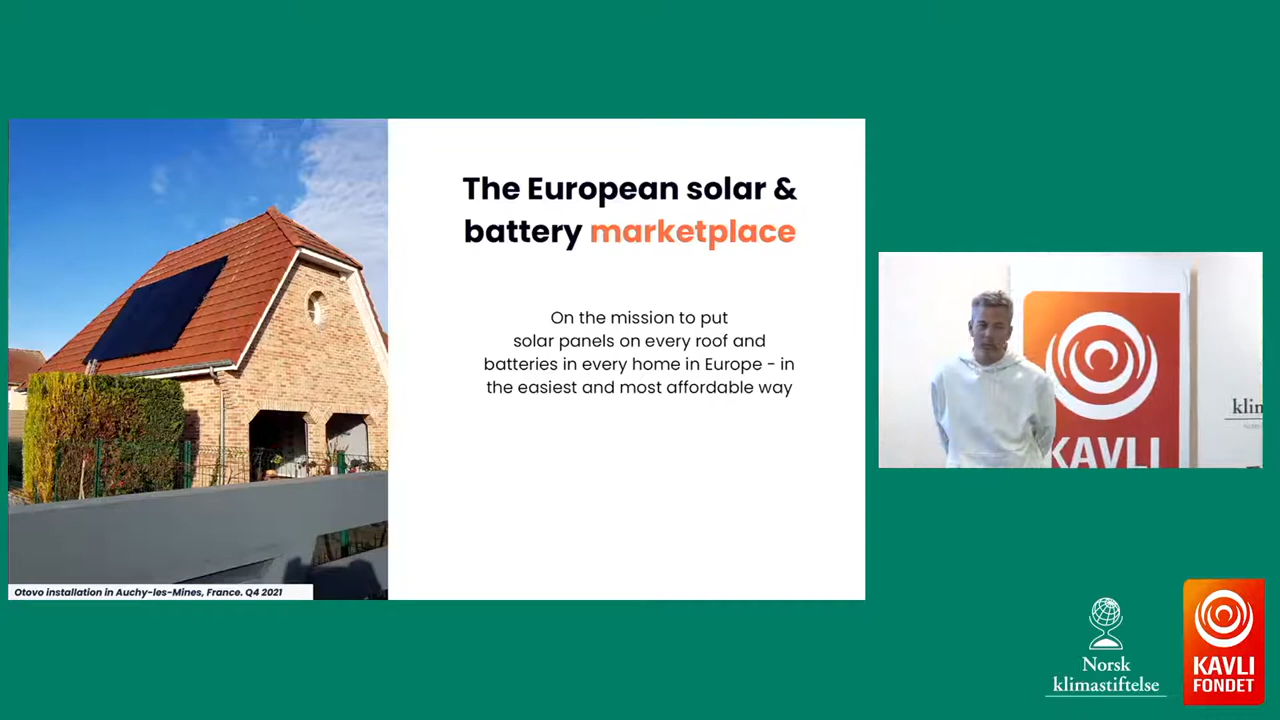 The European solar &
battery marketplace
On the mission to put
solar panels on every roof and
batteries in every home in Europe - in
the easiest and most affordable way
Otovo installation in Auchy-les-Mines, France. Q4 2021
KAVLI
klim
Norsk
klimastiftelse
KAVLI
FONDET